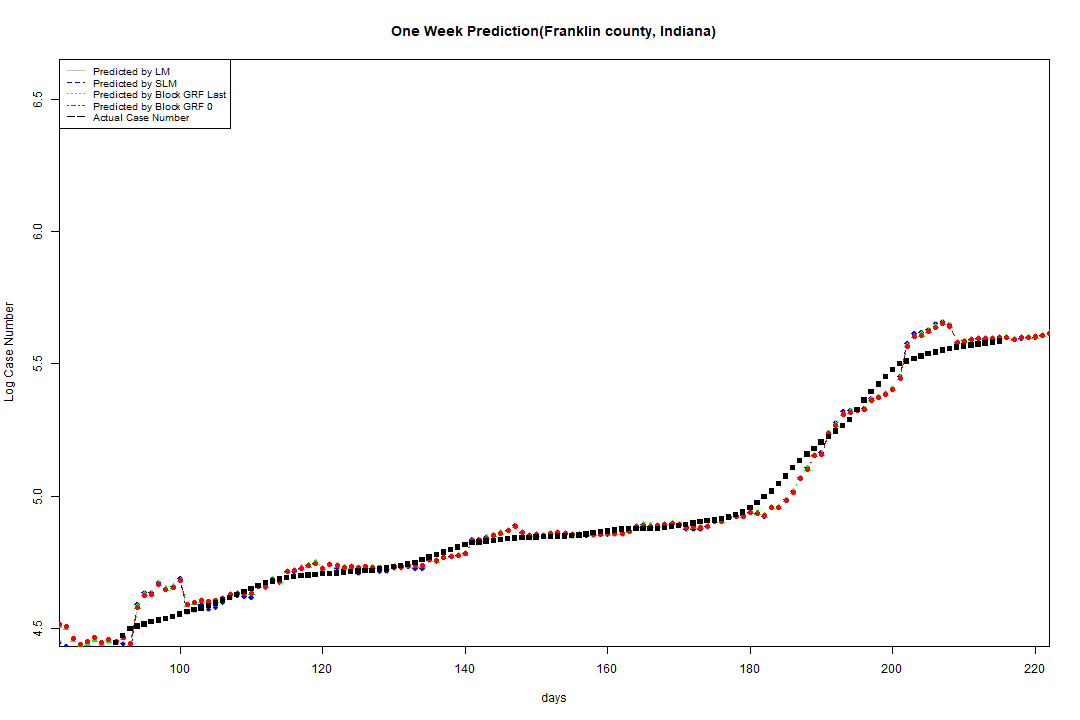 One Week Prediction(Franklin county, Indiana)
Predicted by LM
Predicted by SLM
Predicted by Block GRF Last
Predicted by Block GRF 0
Actual Case Number
6.5
6.0
5.5
5.0
4.5
Log Case Number
100 120 140 160 180 200 220
days